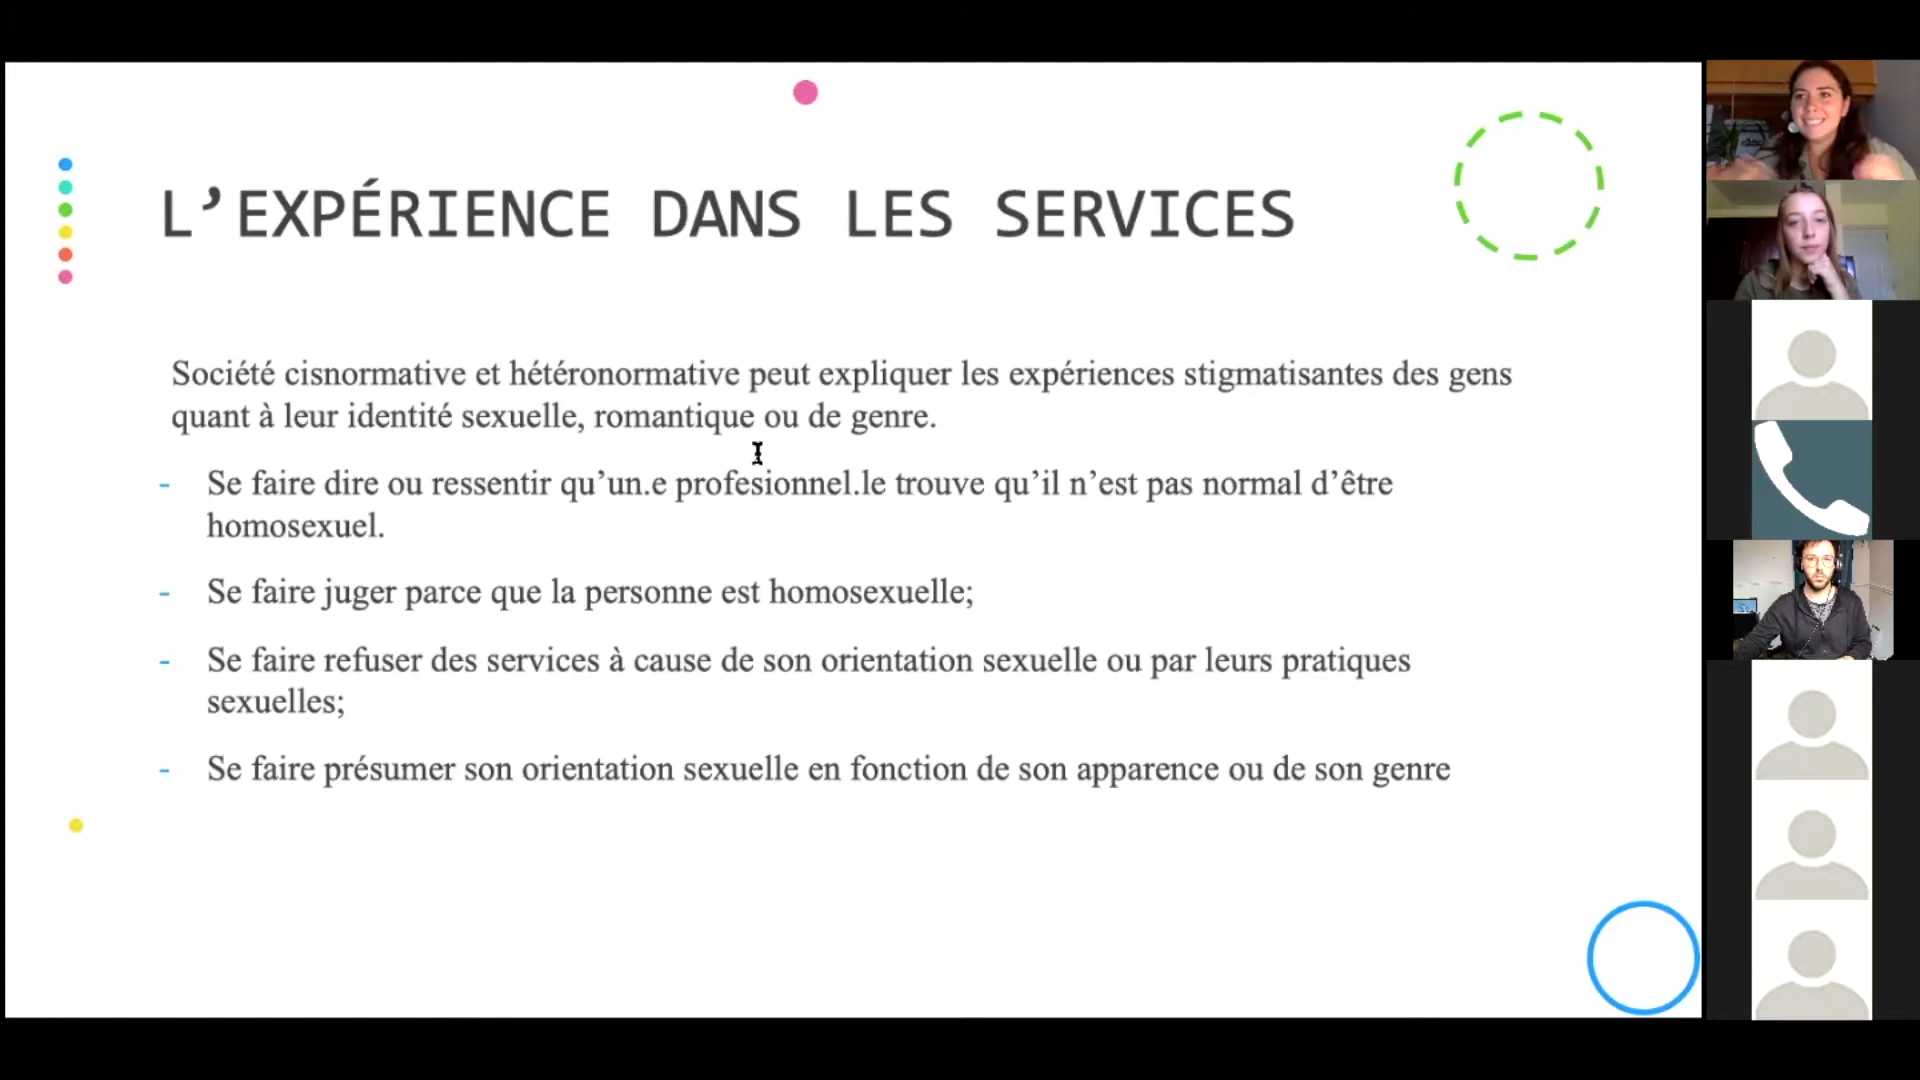 L’EXPÉRIENCE DANS LES SERVICES
Société cisnormative et hétéronormative peut expliquer les expériences stigmatisantes des gens
quant à leur identité sexuelle, romantique ou de genre.
- Se faire dire ou ressentir qu’un.e profesionnel.le trouve qu’il n’est pas normal d’être
homosexuel.
- Se faire juger parce que la personne est homosexuelle;
- Se faire refuser des services à cause de son orientation sexuelle ou par leurs pratiques
sexuelles;
- Se faire présumer son orientation sexuelle en fonction de son apparence ou de son genre